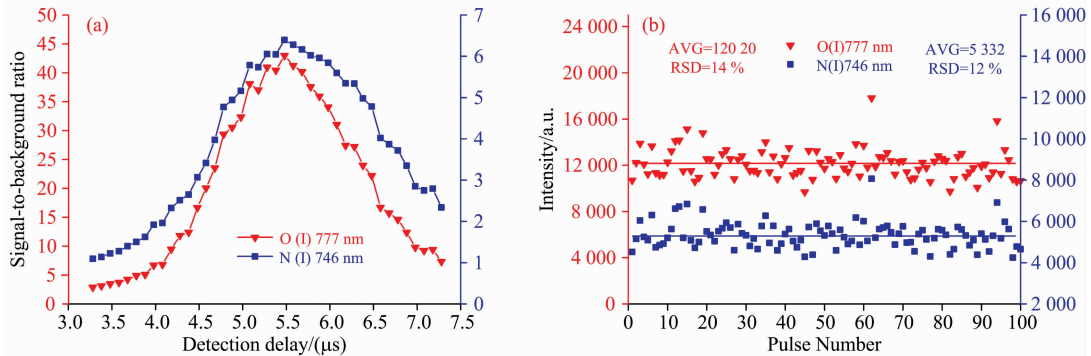 (a)
Signal-to-background ratio
50
45
40
35
30
25
20
15
10
5
0
7
6
5
4
3
2
1
0
O (I) 777 nm
N (I) 746 nm
3.0 3.5 4.0 4.5 5.0 5.5 6.0 6.5 7.0 7.5
Detection delay/(μs)
(b)
Intensity/a.u.
24 000
20 000
16 000
12 000
8 000
4 000
0
16 000
14 000
12 000
10 000
8 000
6 000
4 000
2 000
AVG=120 20
RSD=14 %
O(I)777 nm
N(I)746 nm
AVG=5 332
RSD=12 %
0 10 20 30 40 50 60 70 80 90 100
Pulse Number